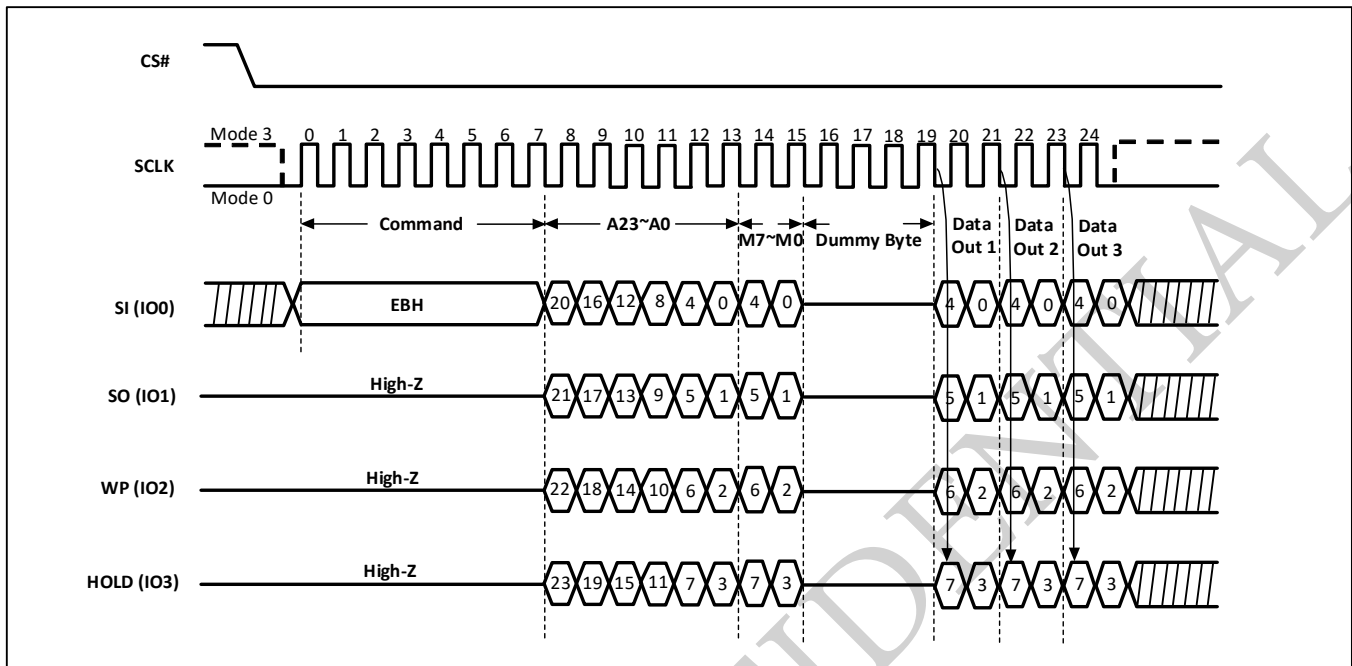 CS#
Mode 3
0 1 2 3 4 5 6 7 8 9 10 11 12 13 14 15 16 17 18 19 20 21 22 23 24
SCLK
Mode 0
Command
A23~A0
M7~M0
Dummy Byte
Data
Out 1
Data
Out 2
Data
Out 3
SI (IO0)
EBH
20 16 12 8 4 0 4 0 4 0 4 0 4 0
SO (IO1)
High-Z
21 17 13 9 5 1 5 1 5 1 5 1 5 1
WP (IO2)
High-Z
22 18 14 10 6 2 6 2 6 2 6 2 6 2
HOLD (IO3)
High-Z
23 19 15 11 7 3 7 3 7 3 7 3 7 3
IDENTIAL